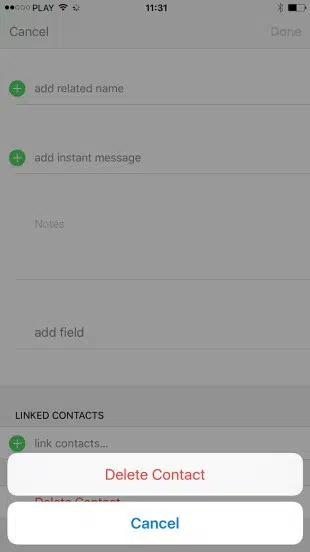 PLAY 11:31
Cancel Done
add related name
add instant message
Notes
add field
LINKED CONTACTS
link contacts...
Delete Contact
Delete Contact
Cancel